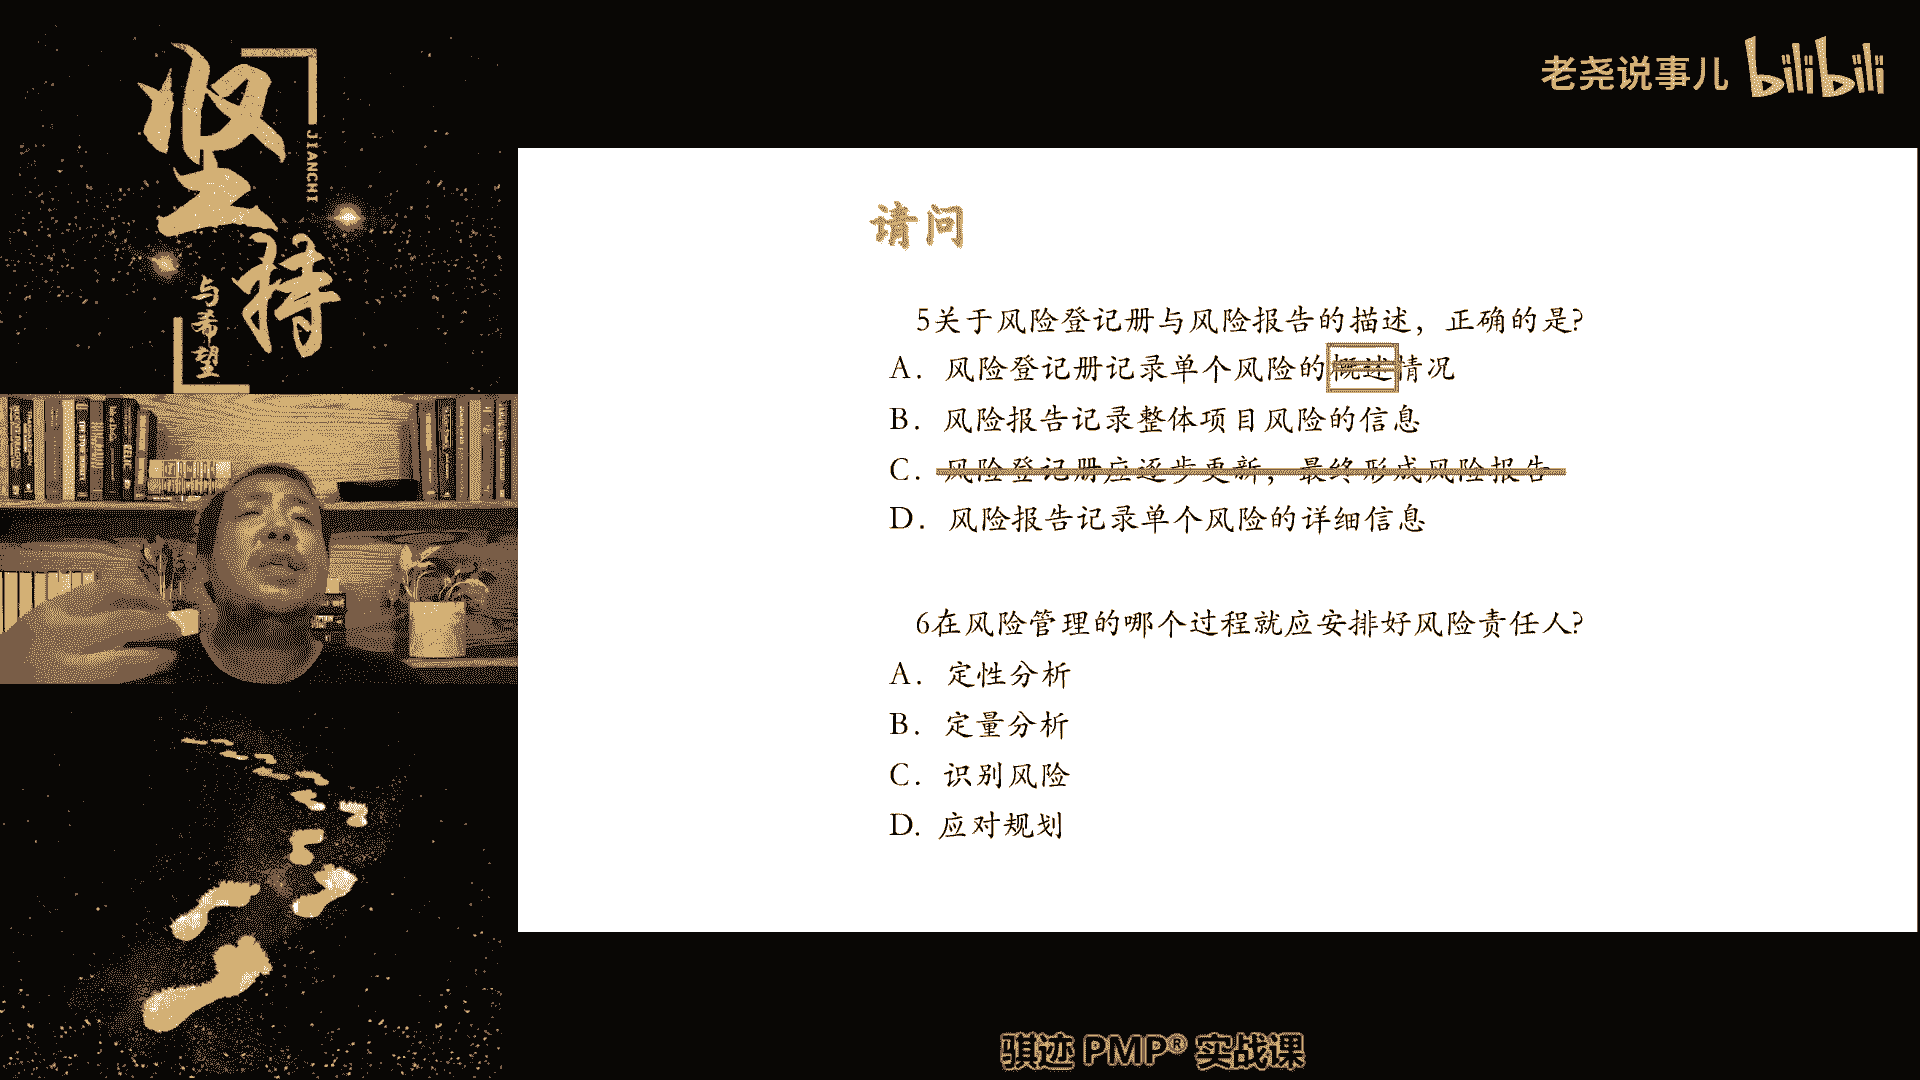 坚持
JIANCHI
与希望
老尧说事儿 bilibili
请问
5关于风险登记册与风险报告的描述，正确的是?
A. 风险登记册记录单个风险的概述情况
B. 风险报告记录整体项目风险的信息
C. 风险登记册应逐步更新，最终形成风险报告
D. 风险报告记录单个风险的详细信息
6在风险管理的哪个过程就应安排好风险责任人?
A. 定性分析
B. 定量分析
C. 识别风险
D. 应对规划
骐迹 PMP® 实战课